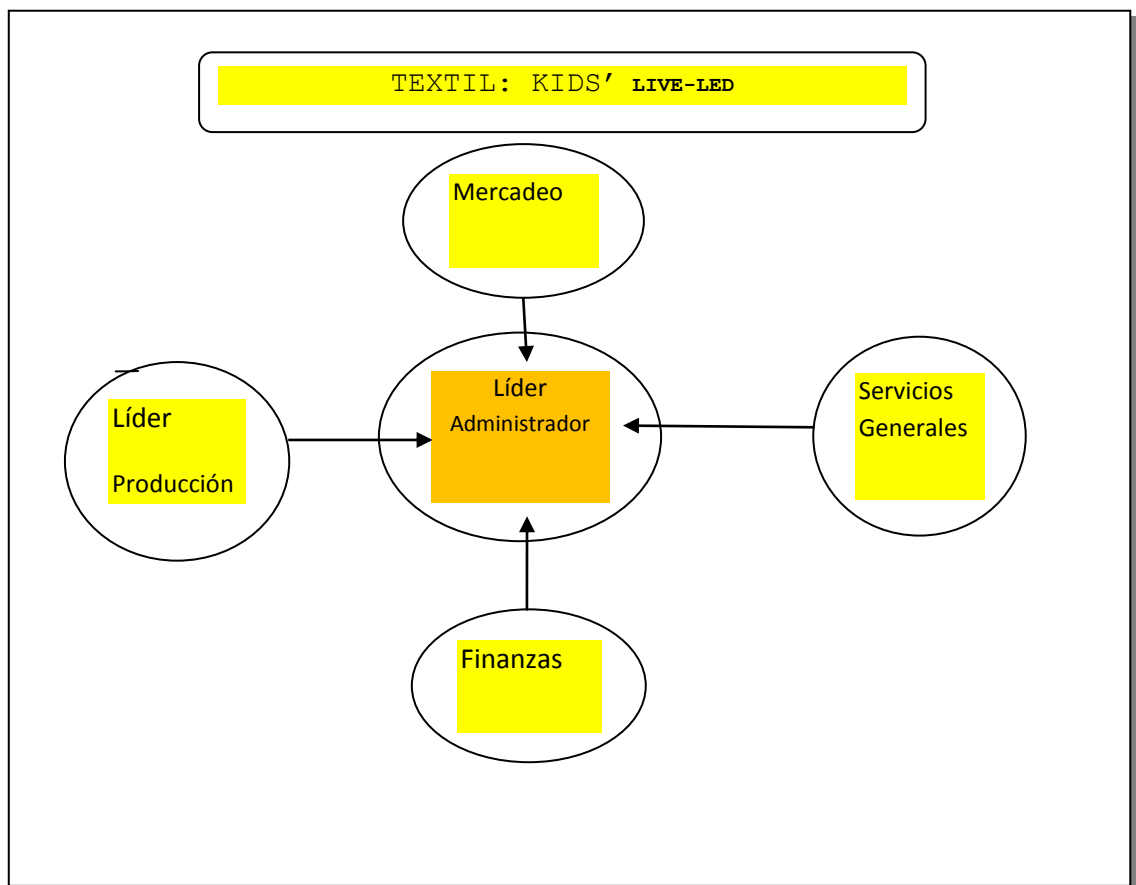 TEXTIL: KIDS’ LIVE-LED
Mercadeo
Líder
Administrador
Líder
Producción
Servicios
Generales
Finanzas